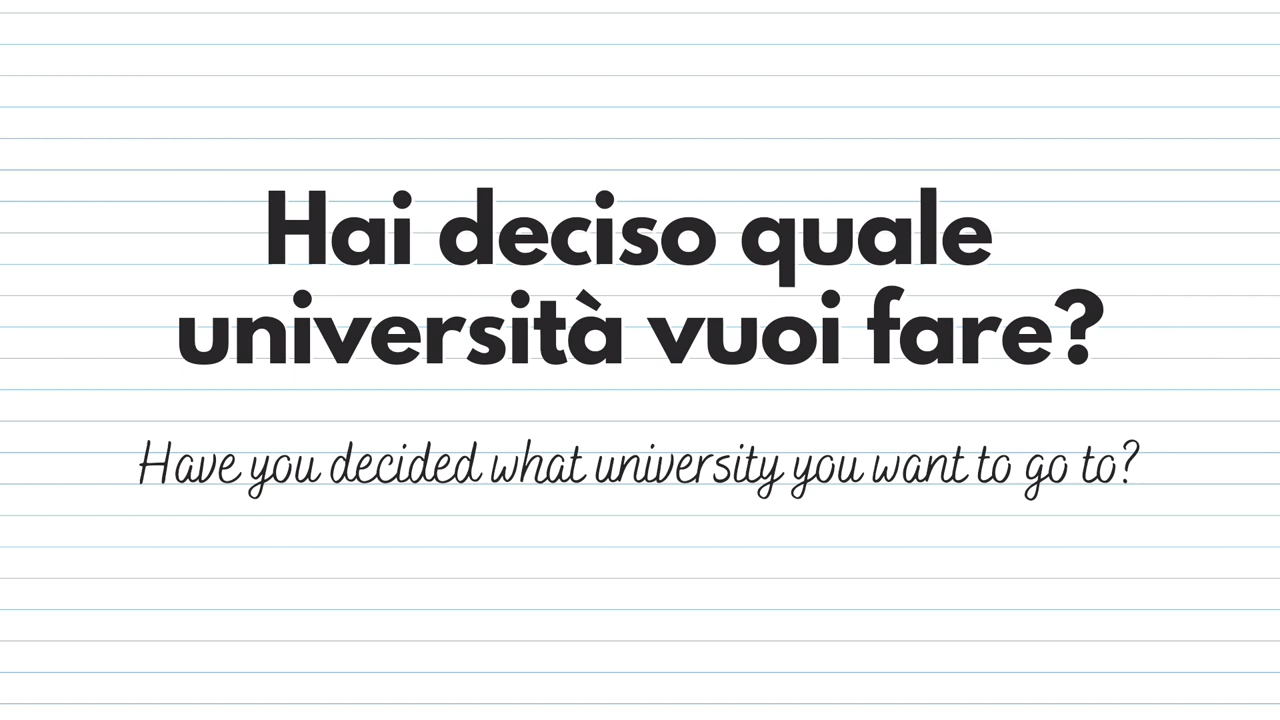 Hai deciso quale
università vuoi fare?
Have you decided what university you want to go to?